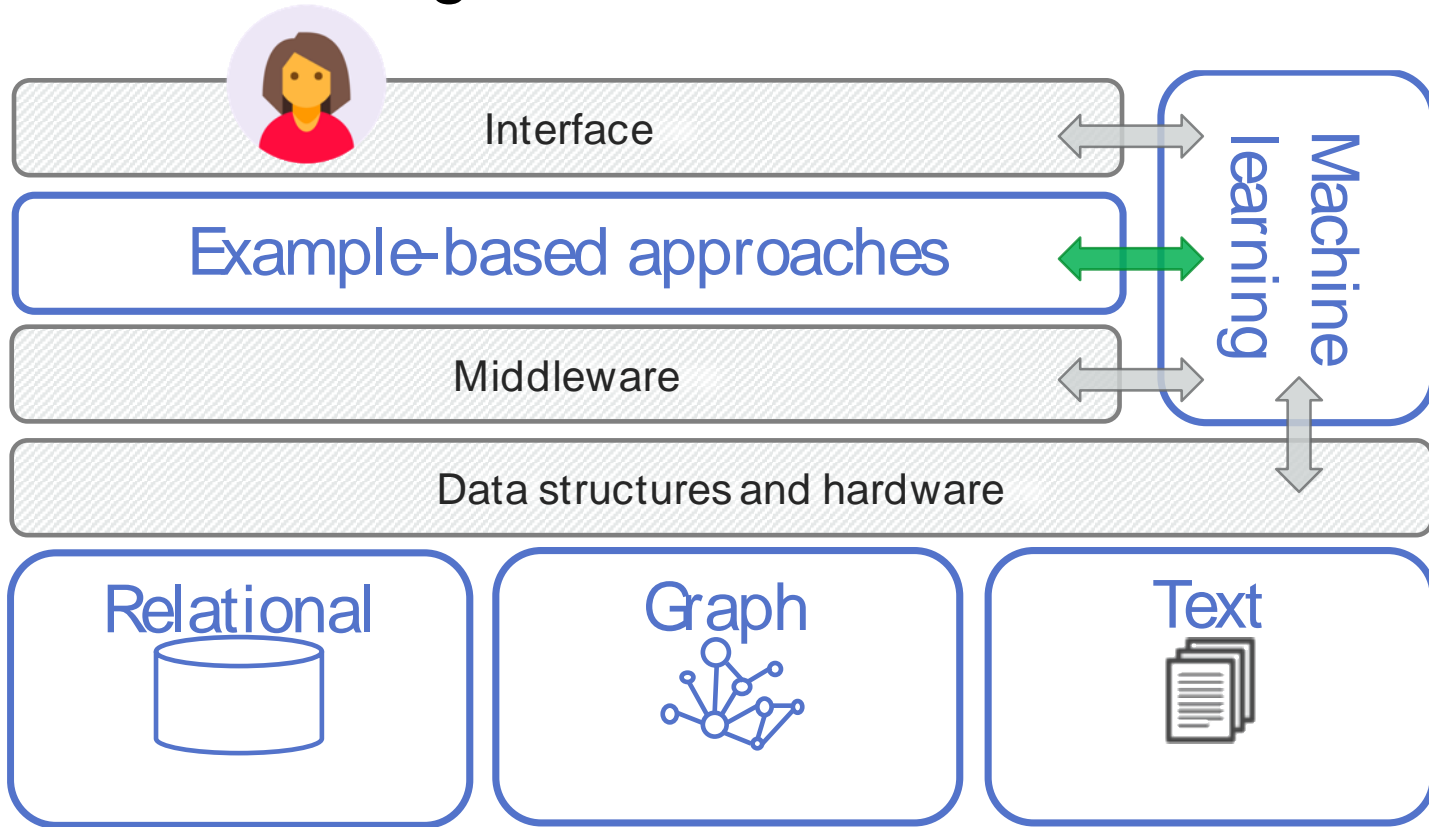 Interface
Example-based approaches
Machine
learning
Middleware
Data structures and hardware
Relational
Graph
Text